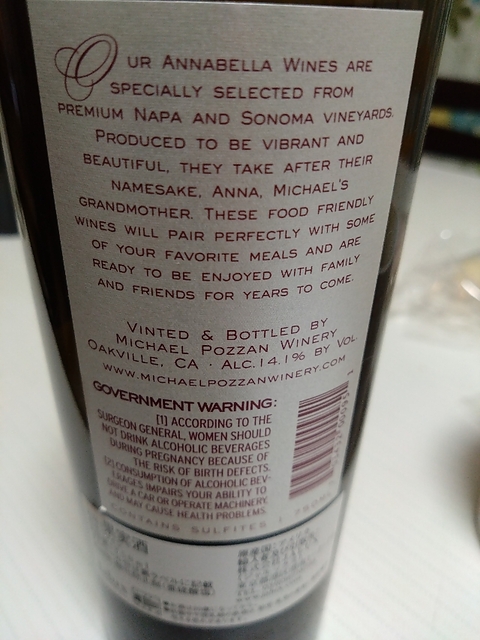 OUR ANNABELLA WINES ARE
SPECIALLY SELECTED FROM
PREMIUM NAPA AND SONOMA VINEYARDS.
PRODUCED TO BE VIBRANT AND
BEAUTIFUL, THEY TAKE AFTER THEIR
NAMESAKE, ANNA, MICHAEL'S
GRANDMOTHER. THESE FOOD FRIENDLY
WINES WILL PAIR PERFECTLY WITH SOME
OF YOUR FAVORITE MEALS AND ARE
READY TO BE ENJOYED WITH FAMILY
AND FRIENDS FOR YEARS TO COME.
VINTED & BOTTLED BY
MICHAEL POZZAN WINERY
OAKVILLE, CA · ALC. 14.1% BY VOL.
WWW.MICHAELPOZZANWINERY.COM
GOVERNMENT WARNING:
[1] ACCORDING TO THE
SURGEON GENERAL, WOMEN SHOULD
NOT DRINK ALCOHOLIC BEVERAGES
DURING PREGNANCY BECAUSE OF
THE RISK OF BIRTH DEFECTS.
(2) CONSUMPTION OF ALCOHOLIC BEV-
ERAGES IMPAIRS YOUR ABILITY TO
DRIVE A CAR OR OPERATE MACHINERY,
AND MAY CAUSE HEALTH PROBLEMS.
CONTAINS SULFITES | 750ML
果実酒